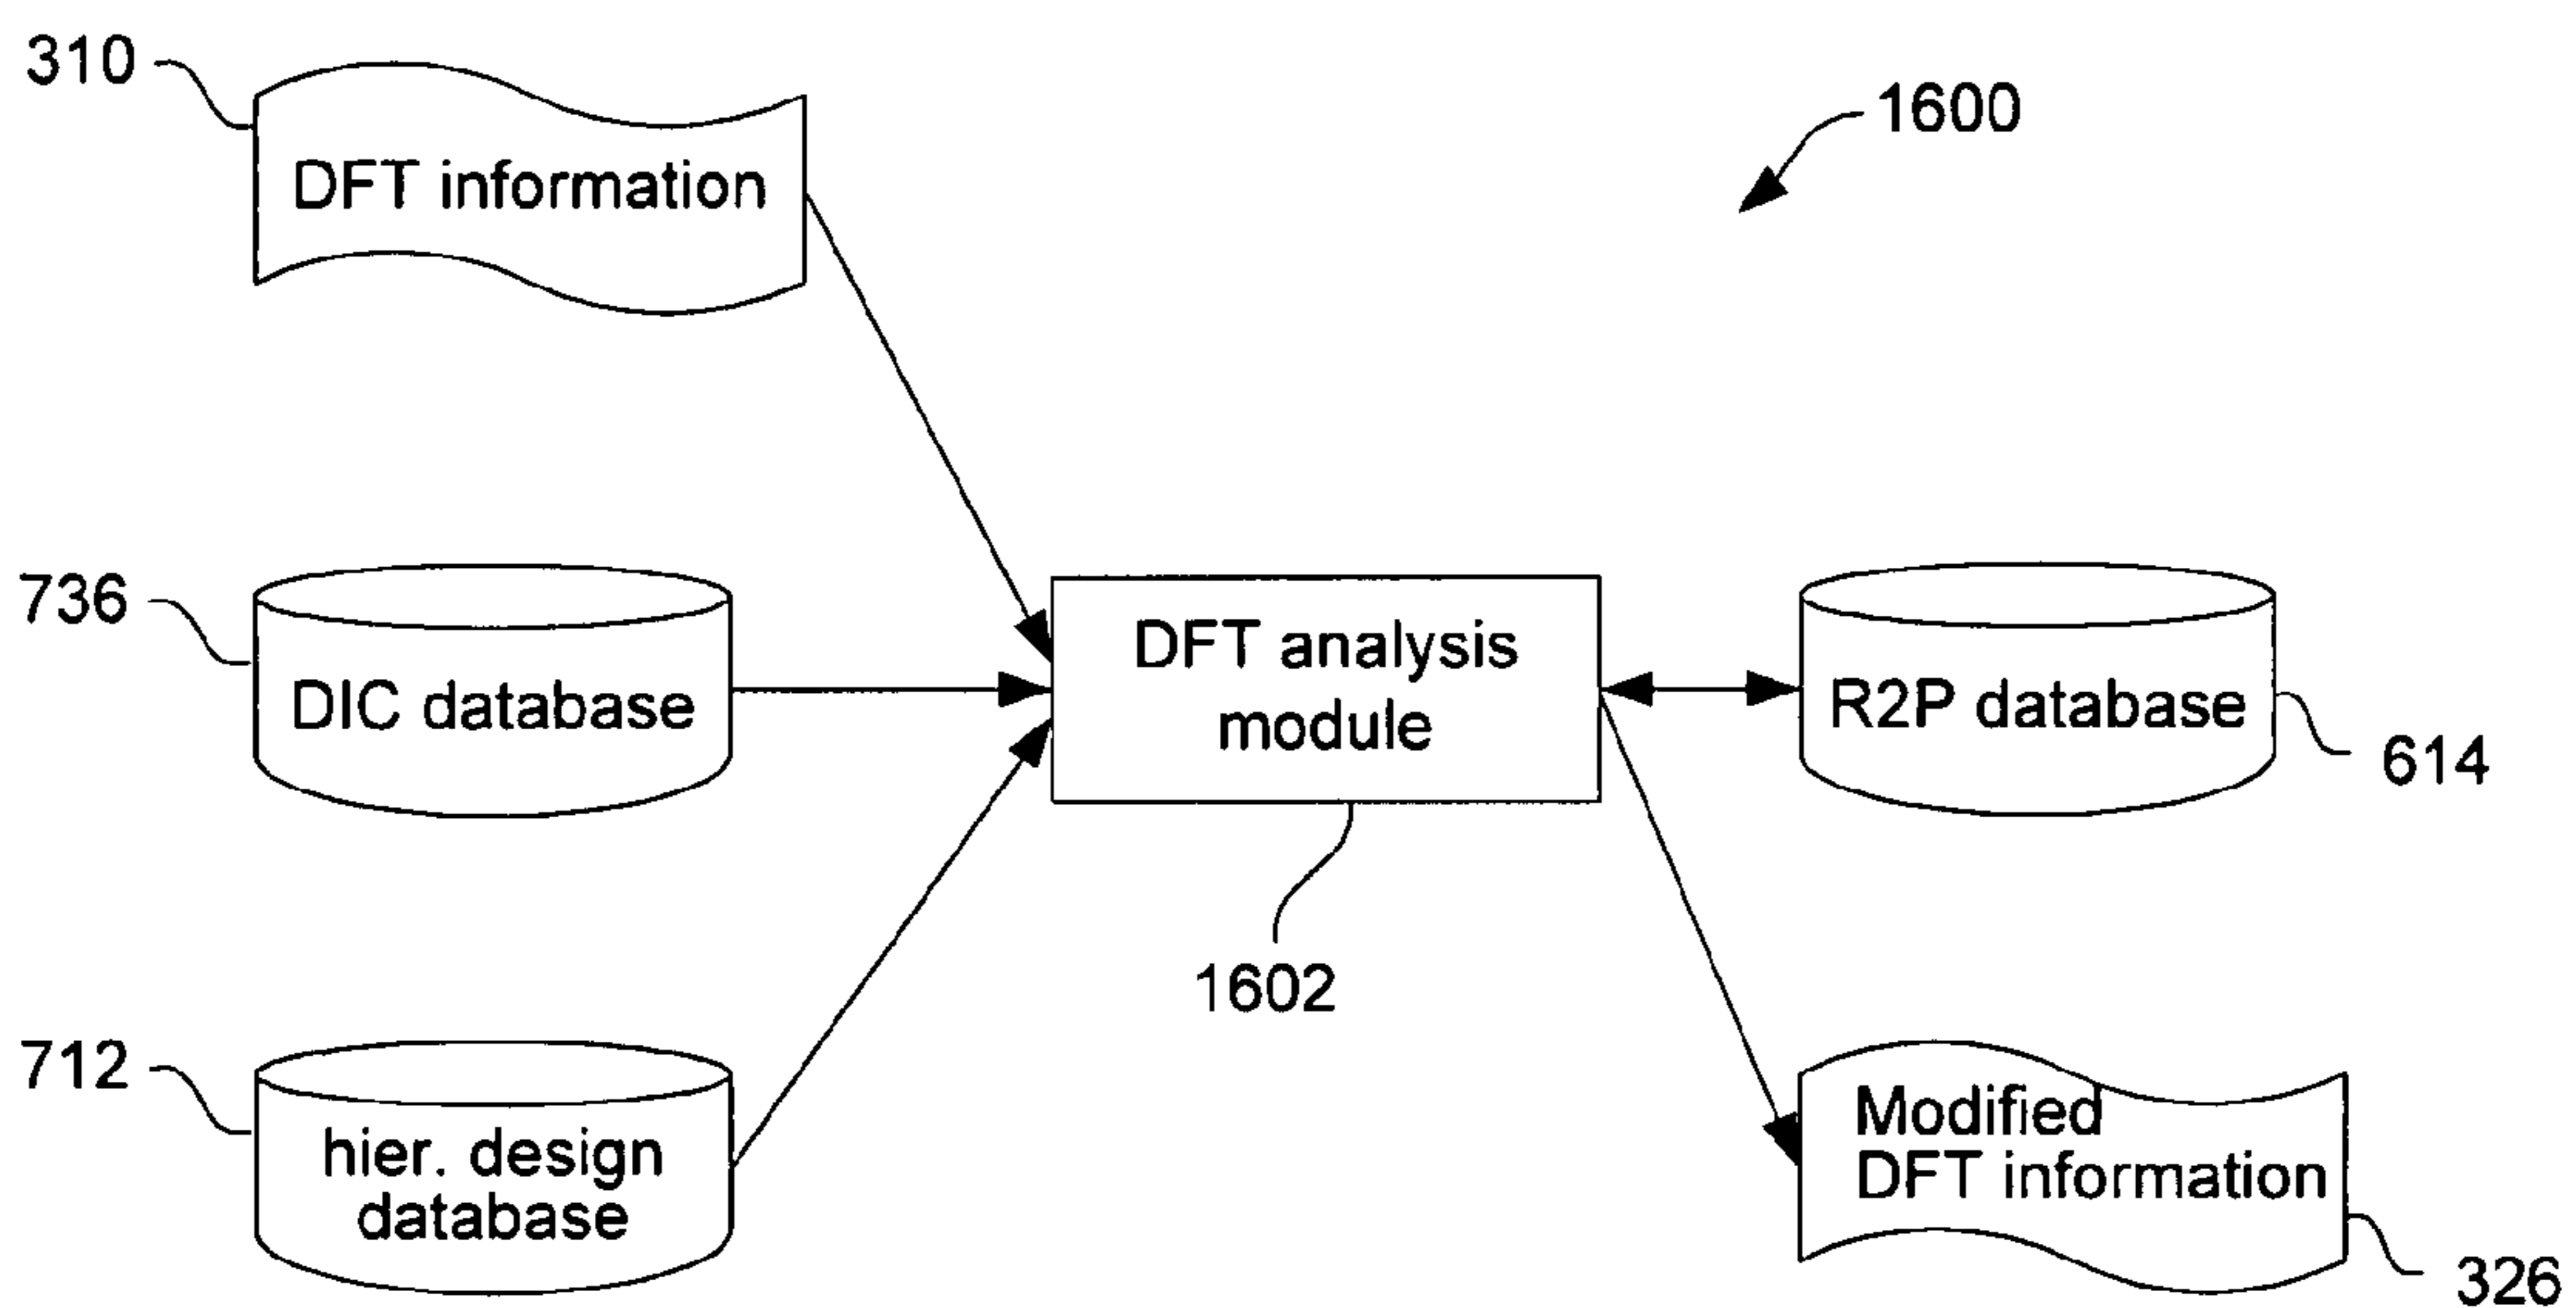 310
DFT information
1600
736
DIC database
DFT analysis
module
R2P database
614
1602
712
hier. design
database
Modified
DFT information
326